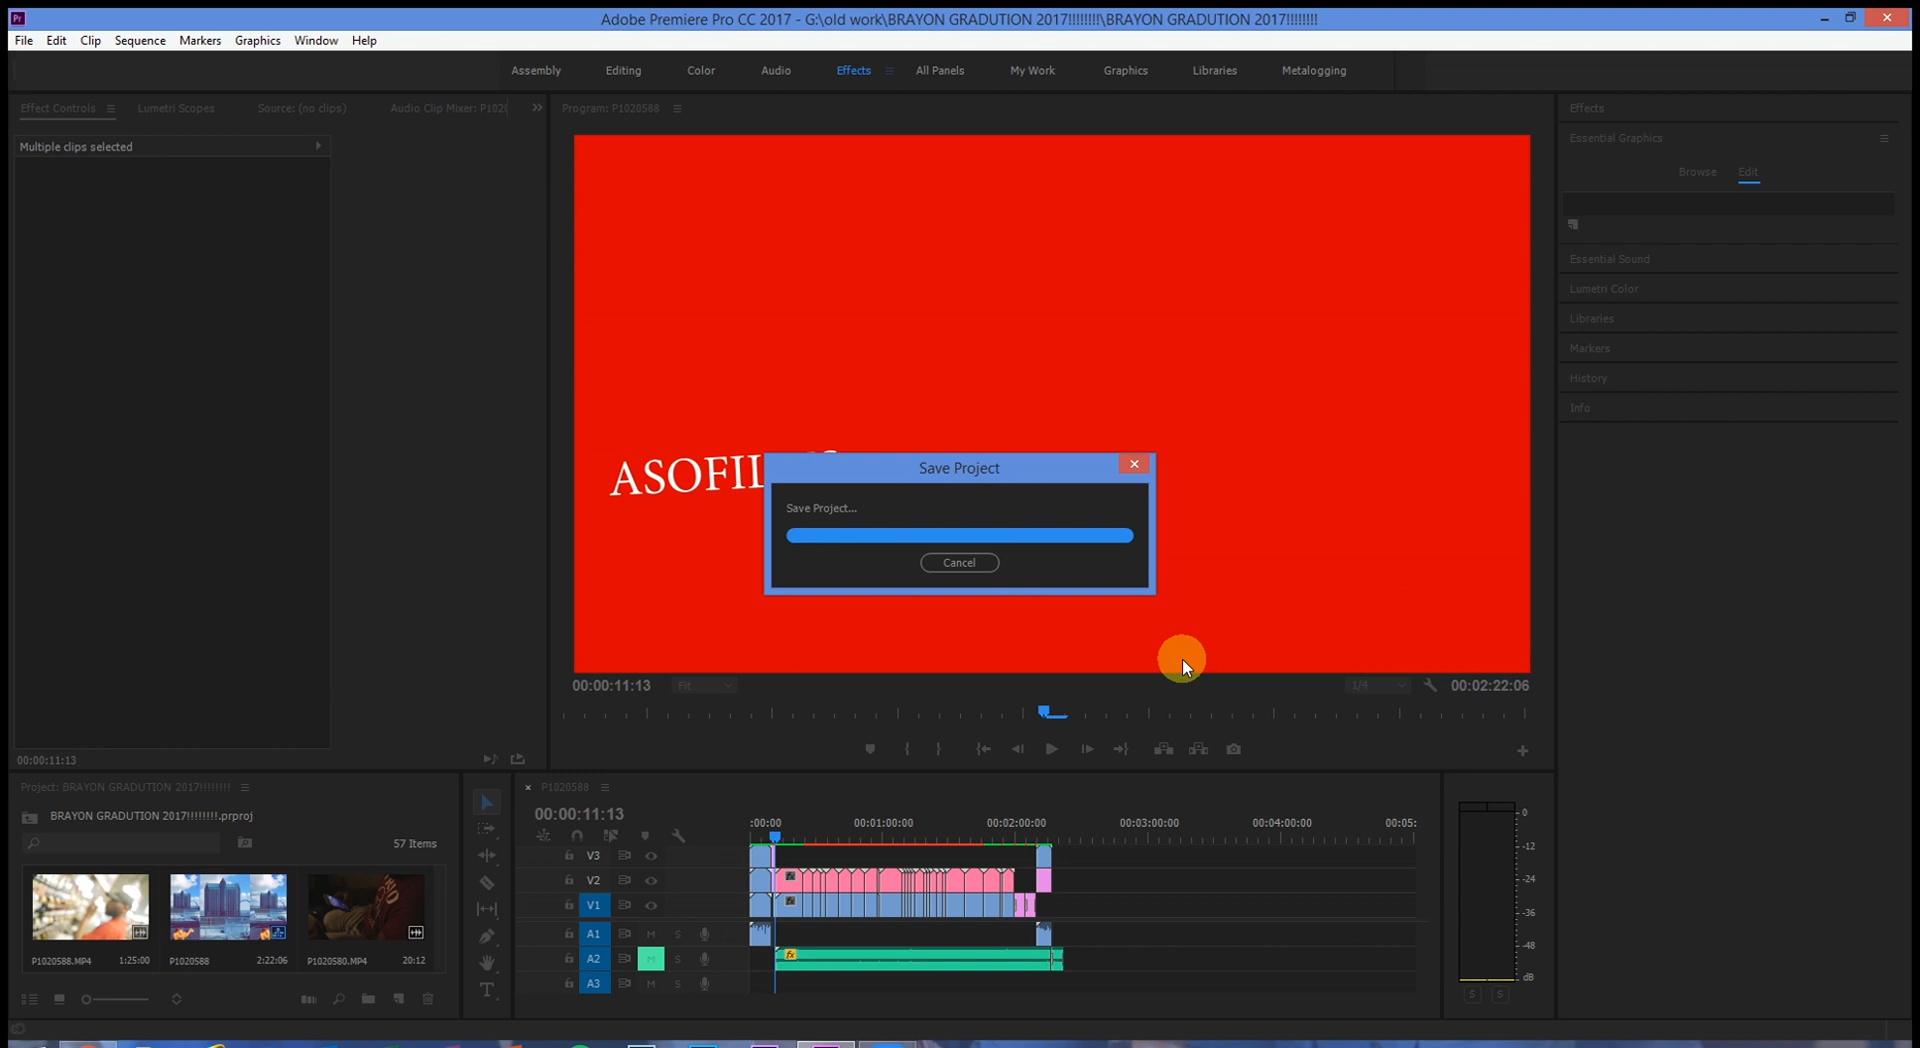 Pr Adobe Premiere Pro CC 2017 - G:\old work\BRAYON GRADUTION 2017!!!!!!!!\BRAYON GRADUTION 2017!!!!!!!!
File Edit Clip Sequence Markers Graphics Window Help
Assembly Editing Color Audio Effects All Panels My Work Graphics Libraries Metalogging
Effect Controls Lumetri Scopes Source: (no clips) Audio Clip Mixer: P1020
Program: P1020588
Effects
Essential Graphics
Browse Edit
Essential Sound
Lumetri Color
Libraries
Markers
History
Info
Multiple clips selected
ASOFIL
Save Project
Save Project...
Cancel
00:00:11:13 Fit 1/4 00:02:22:06
00:00:11:13
Project: BRAYON GRADUTION 2017!!!!!!!!
BRAYON GRADUTION 2017!!!!!!!!.prproj
57 Items
P1020588.MP4 1:25:00
P1020588 2:22:06
P1020580.MP4 20:12
P1020588
00:00:11:13
:00:00 00:01:00:00 00:02:00:00 00:03:00:00 00:04:00:00 00:05:
V3
V2
V1
A1 M S
A2 M S
A3 M S
0
-12
-24
-36
-48
dB
S S